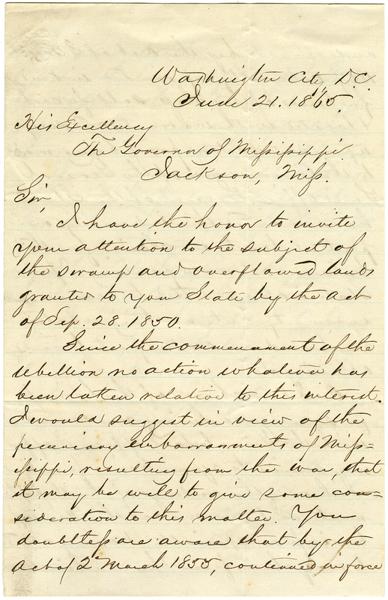 Washington City, D.C.
June 21. 1865.
His Excellency
The Governor of Mississippi
Jackson, Miss.
Sir,
I have the honor to invite
your attention to the subject of
the swamp and overflowed lands
granted to your State by the Act
of Sep. 28. 1850.
Since the commencement of the
rebellion no action whatever has
been taken relative to this interest.
I would suggest in view of the
pecuniary embarrassments of Miss-
issippi, resulting from the war, that
it may be well to give some con-
sideration to this matter. You
doubtless are aware that by the
Act of 2d March 1855, continued in force